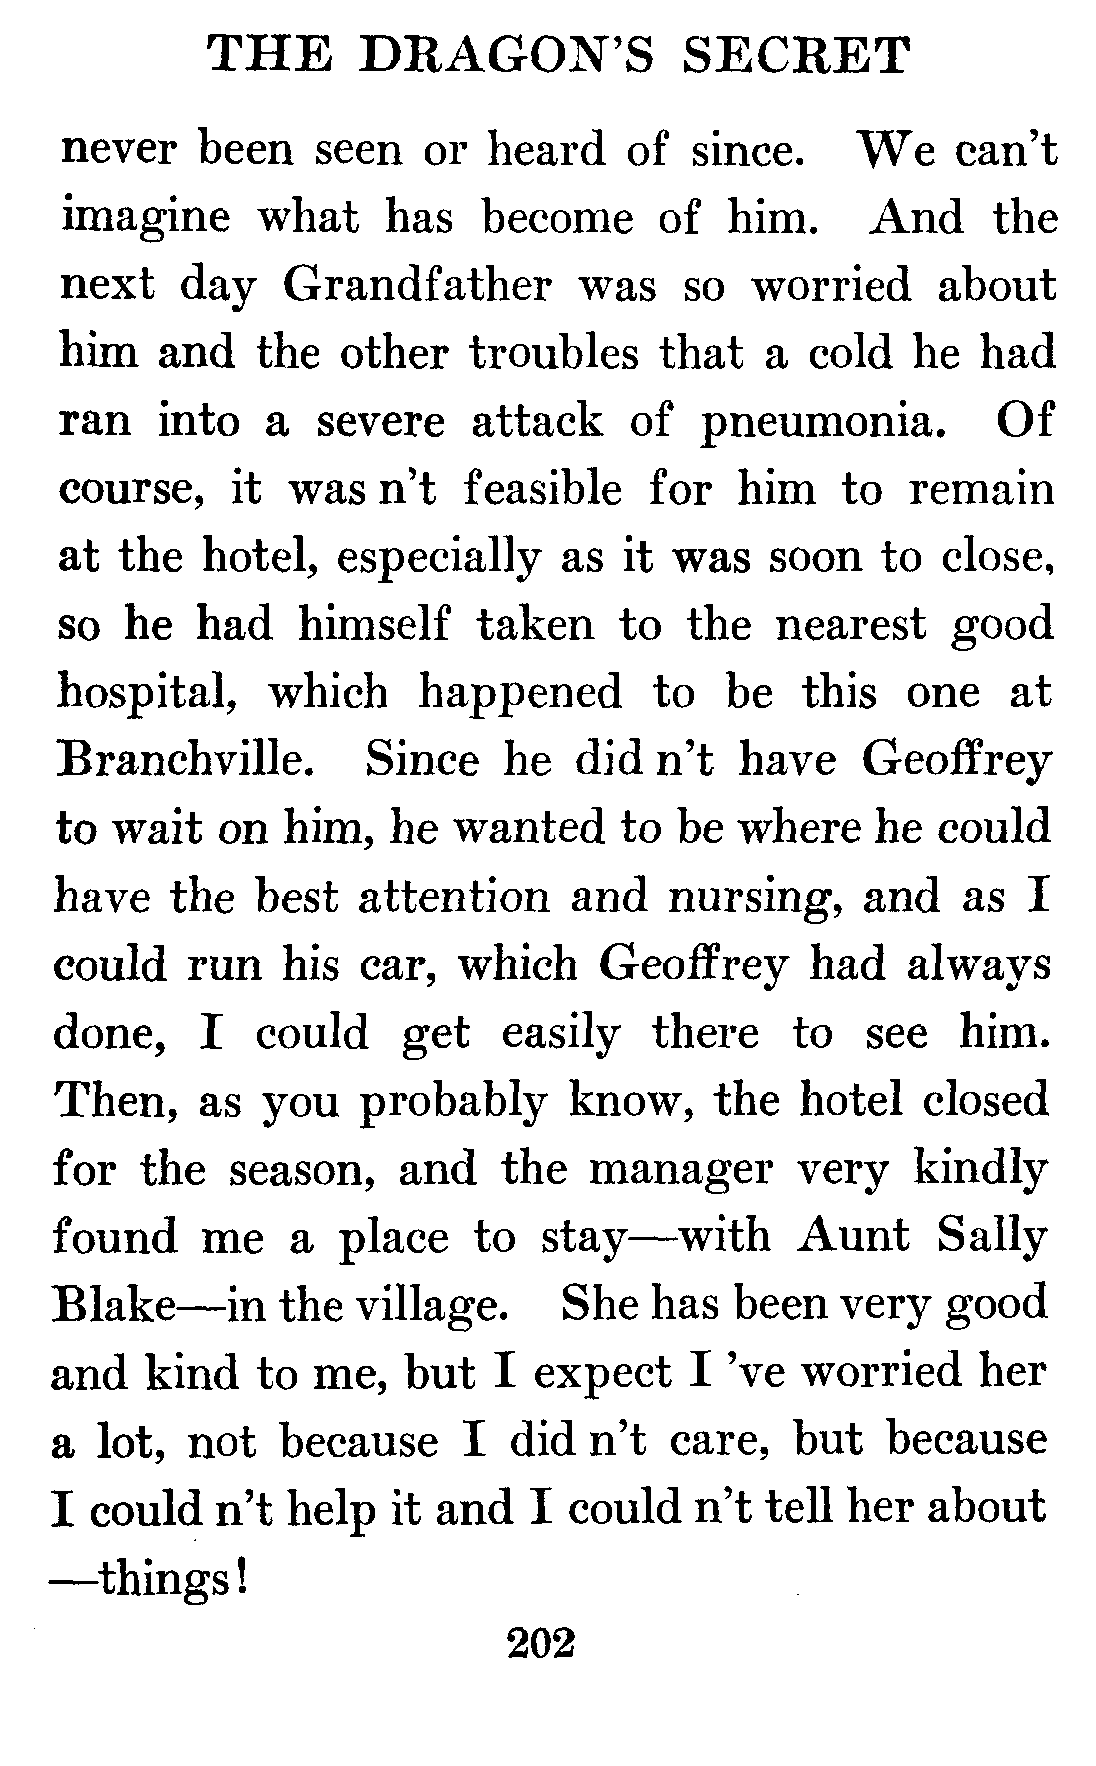 THE DRAGON'S SECRET
never been seen or heard of since. We can't
imagine what has become of him. And the
next day Grandfather was so worried about
him and the other troubles that a cold he had
ran into a severe attack of pneumonia. Of
course, it was n't feasible for him to remain
at the hotel, especially as it was soon to close,
so he had himself taken to the nearest good
hospital, which happened to be this one at
Branchville. Since he did n't have Geoffrey
to wait on him, he wanted to be where he could
have the best attention and nursing, and as I
could run his car, which Geoffrey had always
done, I could get easily there to see him.
Then, as you probably know, the hotel closed
for the season, and the manager very kindly
found me a place to stay—with Aunt Sally
Blake—in the village. She has been very good
and kind to me, but I expect I 've worried her
a lot, not because I did n't care, but because
I could n't help it and I could n't tell her about
—things!
202